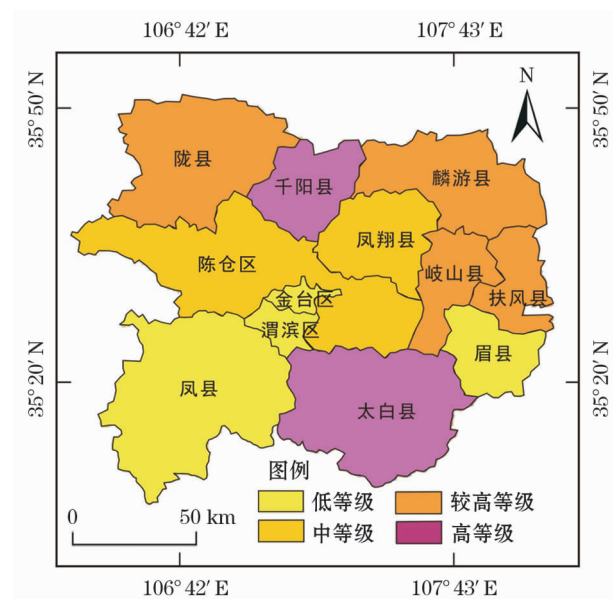 106°42′E 107°43′E
N
35°50′N 35°50′N
陇县
千阳县
麟游县
凤翔县
陈仓区
岐山县
金台区
扶风县
渭滨区
眉县
凤县
太白县
35°20′N 35°20′N
图例
低等级 较高等级
中等级 高等级
0 50 km
106°42′E 107°43′E